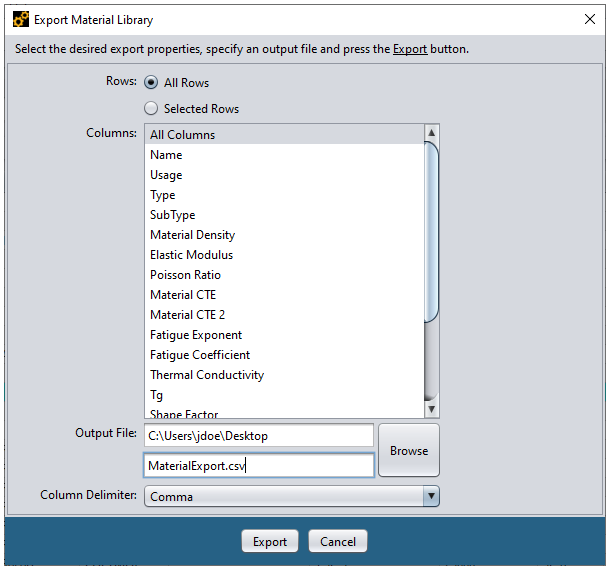 Export Material Library
Select the desired export properties, specify an output file and press the Export button.
Rows: All Rows
Selected Rows
Columns: All Columns
Name
Usage
Type
SubType
Material Density
Elastic Modulus
Poisson Ratio
Material CTE
Material CTE 2
Fatigue Exponent
Fatigue Coefficient
Thermal Conductivity
Tg
Shape Factor
Output File: C:\Users\jdoe\Desktop
Browse
MaterialExport.csv
Column Delimiter: Comma
Export Cancel